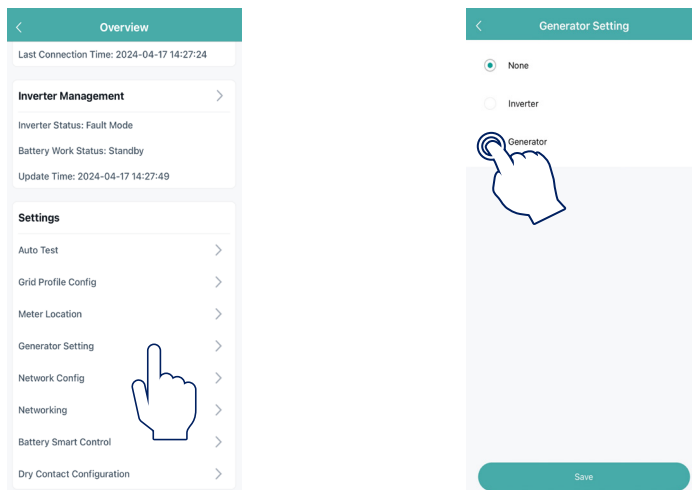 Overview
Last Connection Time: 2024-04-17 14:27:24
Inverter Management
Inverter Status: Fault Mode
Battery Work Status: Standby
Update Time: 2024-04-17 14:27:49
Settings
Auto Test
Grid Profile Config
Meter Location
Generator Setting
Network Config
Networking
Battery Smart Control
Dry Contact Configuration
Generator Setting
None
Inverter
Generator
Save